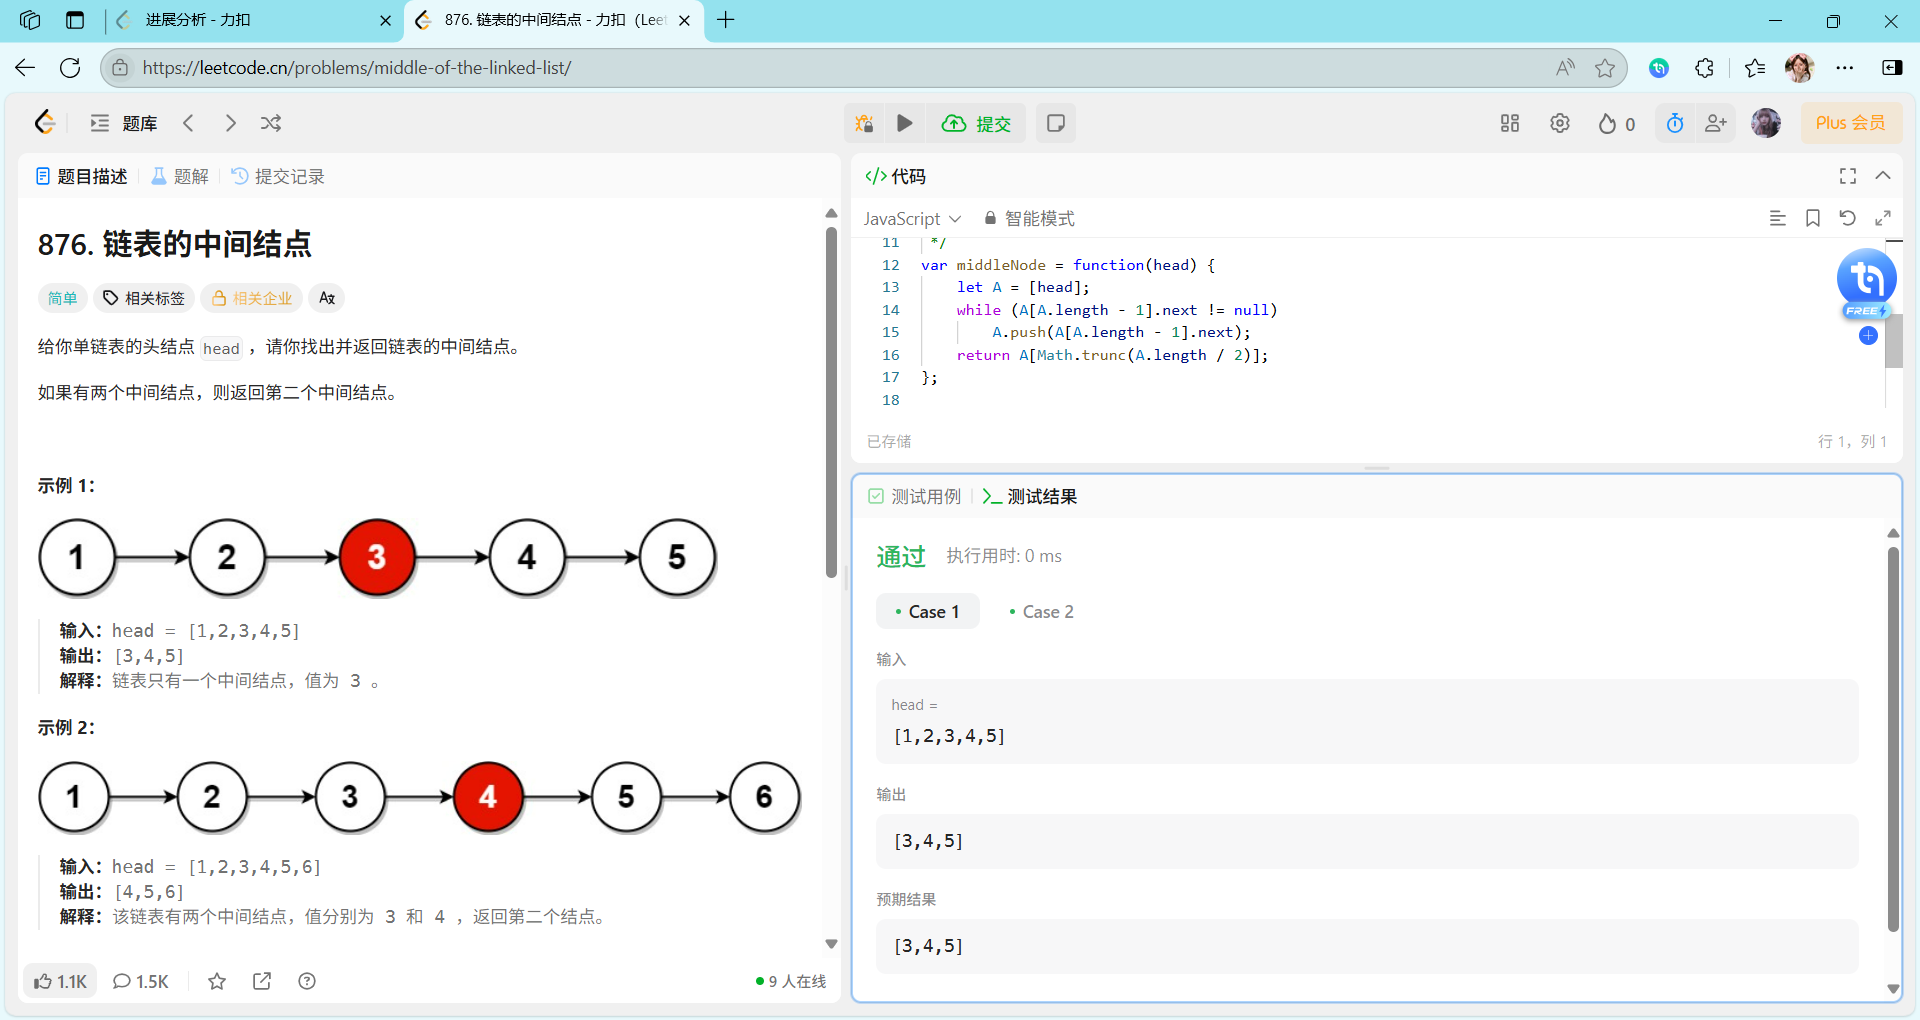 进展分析 - 力扣
876. 链表的中间结点 - 力扣 (Leet
https://leetcode.cn/problems/middle-of-the-linked-list/
题库
提交
0
Plus 会员
题目描述
题解
提交记录
876. 链表的中间结点
简单
相关标签
相关企业
给你单链表的头结点 head ，请你找出并返回链表的中间结点。
如果有两个中间结点，则返回第二个中间结点。
示例 1：
1 2 3 4 5
输入：head = [1,2,3,4,5]
输出：[3,4,5]
解释：链表只有一个中间结点，值为 3 。
示例 2：
1 2 3 4 5 6
输入：head = [1,2,3,4,5,6]
输出：[4,5,6]
解释：该链表有两个中间结点，值分别为 3 和 4 ，返回第二个结点。
1.1K
1.5K
9 人在线
</> 代码
JavaScript
智能模式
11 */
12 var middleNode = function(head) {
13 let A = [head];
14 while (A[A.length - 1].next != null)
15 A.push(A[A.length - 1].next);
16 return A[Math.trunc(A.length / 2)];
17 };
18
FREE
已存储
行 1，列 1
测试用例
测试结果
通过
执行用时: 0 ms
Case 1
Case 2
输入
head =
[1,2,3,4,5]
输出
[3,4,5]
预期结果
[3,4,5]